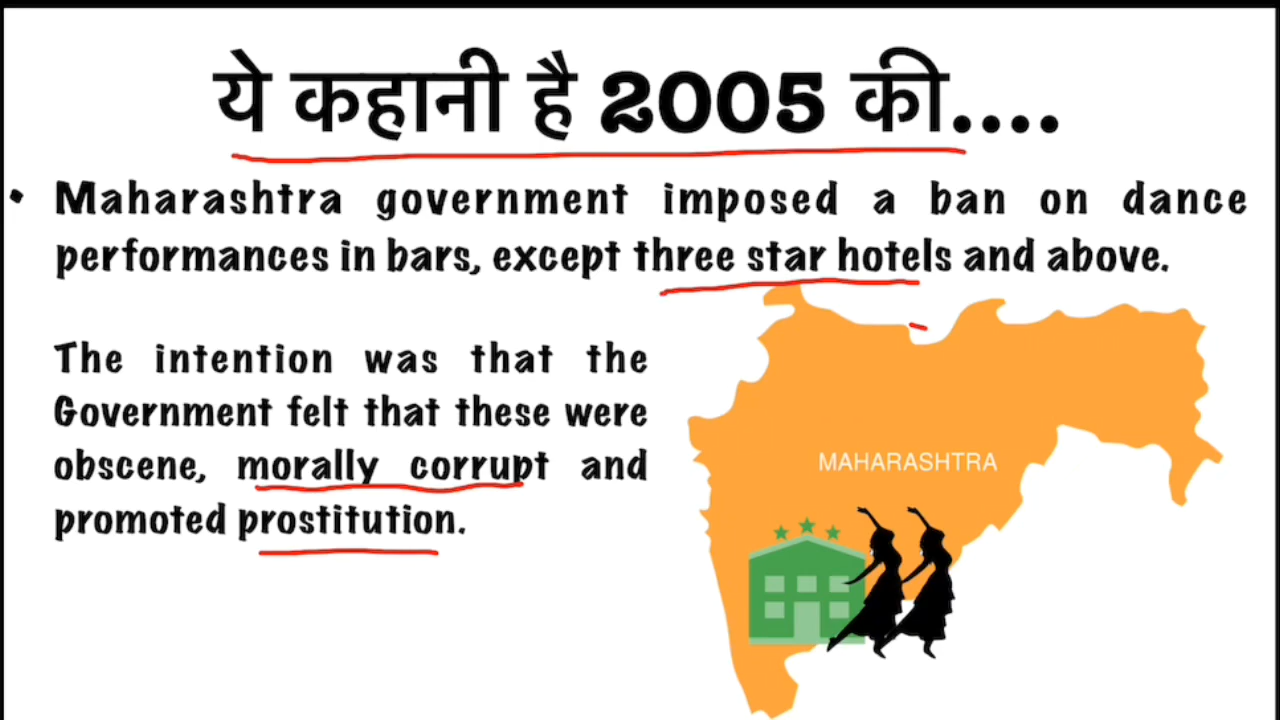 ये कहानी है 2005 की....
• Maharashtra government imposed a ban on dance
performances in bars, except three star hotels and above.
The intention was that the
Government felt that these were
obscene, morally corrupt and
promoted prostitution.
MAHARASHTRA